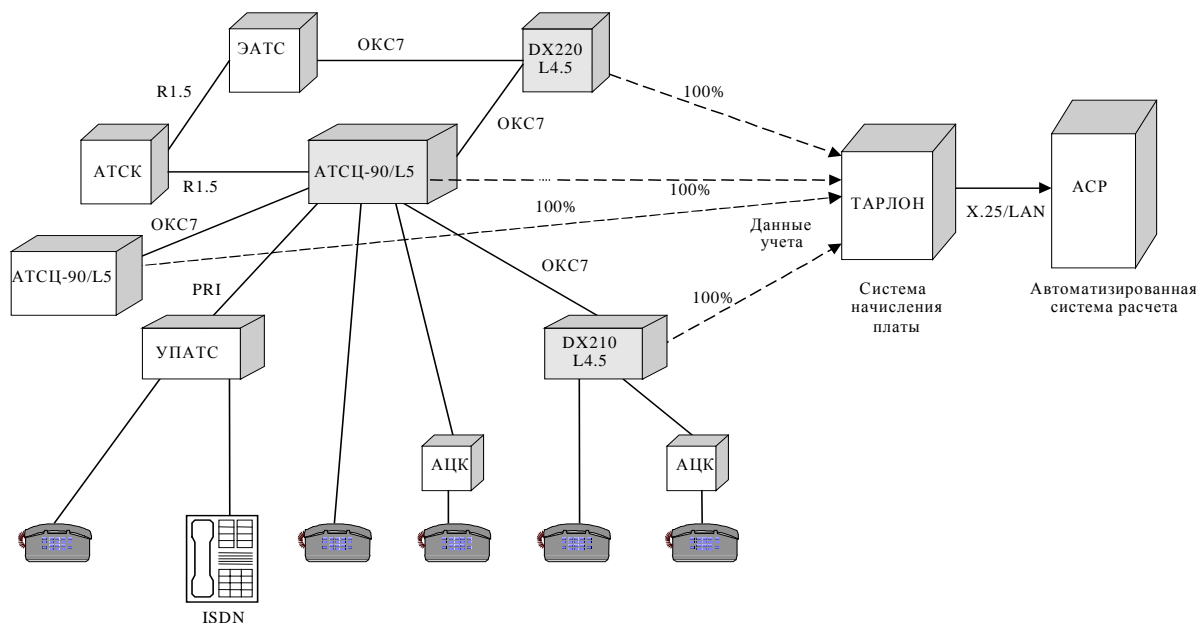 ЭАТС
ОКС7
DX220
L4.5
100%
R1.5
ОКС7
АТСК
АТСЦ-90/L5
R1.5
100%
ТАРЛОН
X.25/LAN
АСР
ОКС7
100%
Данные
учета
АТСЦ-90/L5
ОКС7
PRI
100%
Система
начисления
платы
Автоматизированная
система расчета
УПАТС
DX210
L4.5
АЦК
АЦК
ISDN